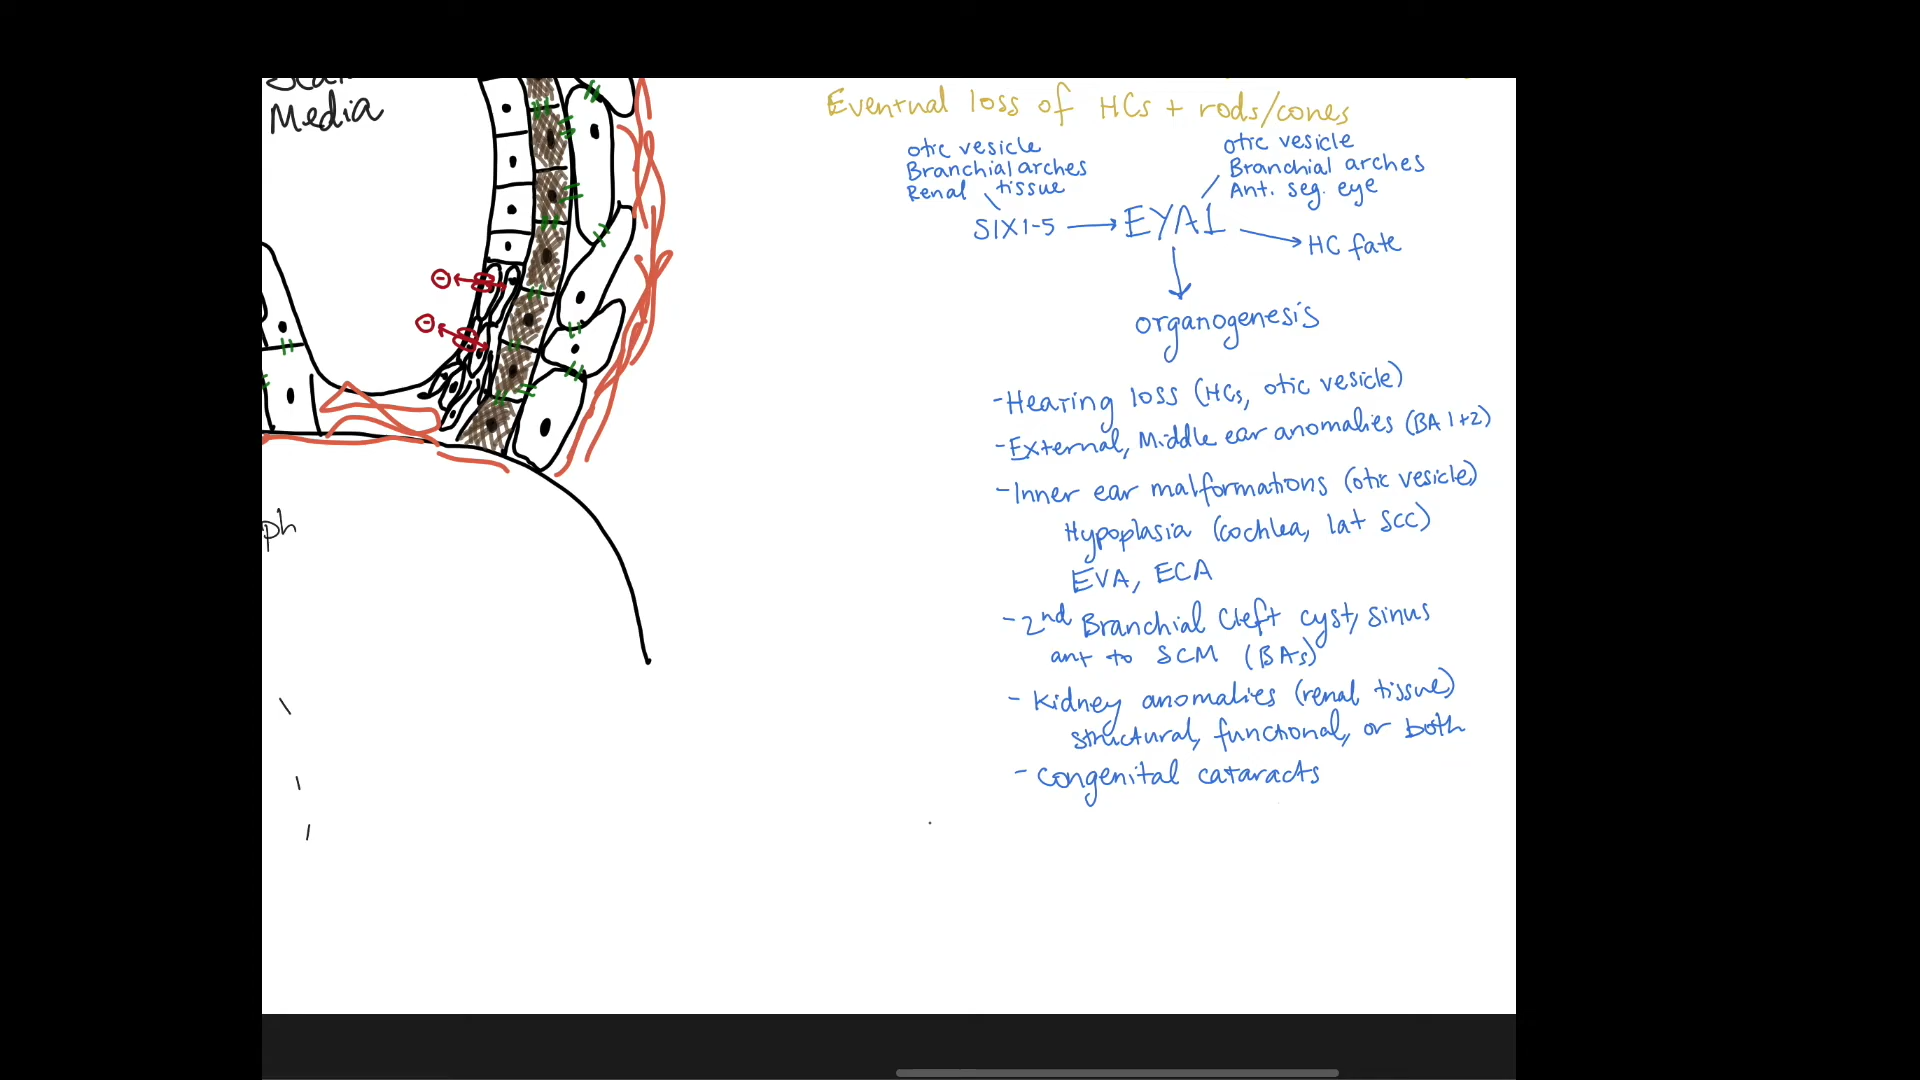 Media
ph
Eventual loss of HCs + rods/cones
otic vesicle
Branchial arches
Renal tissue
otic vesicle
Branchial arches
Ant. seg. eye
SIX1-5 → EYA1 → HC fate
organogenesis
- Hearing loss (HCs, otic vesicle)
- External, Middle ear anomalies (BA 1+2)
- Inner ear malformations (otic vesicle)
Hypoplasia (cochlea, lat SCC)
EVA, ECA
- 2nd Branchial Cleft cyst, sinus
ant to SCM (BAs)
- Kidney anomalies (renal tissue)
structural, functional, or both
- congenital cataracts